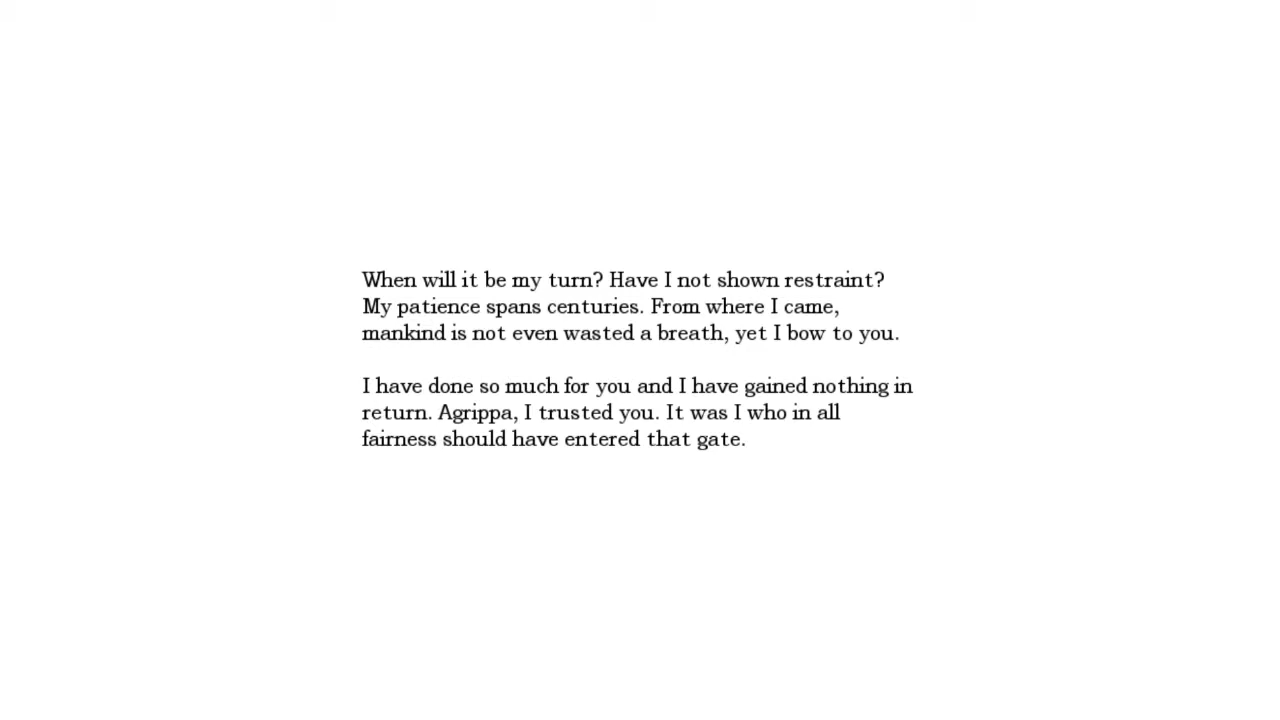 When will it be my turn? Have I not shown restraint?
My patience spans centuries. From where I came,
mankind is not even wasted a breath, yet I bow to you.
I have done so much for you and I have gained nothing in
return. Agrippa, I trusted you. It was I who in all
fairness should have entered that gate.